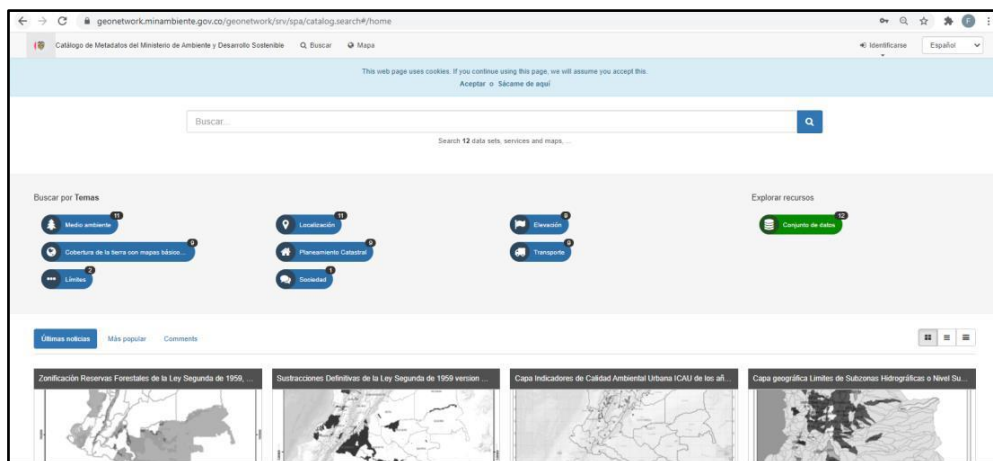 geonetwork.minambiente.gov.co/geonetwork/srv/spa/catalog.search#/home
Catálogo de Metadatos del Ministerio de Ambiente y Desarrollo Sostenible Buscar Mapa Identificarse Español
This web page uses cookies. If you continue using this page, we will assume you accept this.
Aceptar o Sácame de aquí
Buscar...
Search 12 data sets, services and maps, ...
Buscar por Temas Explorar recursos
Medio ambiente 11 Localización 11 Elevación 9 Conjunto de datos 12
Cobertura de la tierra con mapas básico... 9 Planeamiento Catastral 9 Transporte 9
Límites 2 Sociedad 1
Últimas noticias Más popular Comments
Zonificación Reservas Forestales de la Ley Segunda de 1959, ... Sustracciones Definitivas de la Ley Segunda de 1959 version ... Capa Indicadores de Calidad Ambiental Urbana ICAU de los añ... Capa geográfica Limites de Subzonas Hidrográficas o Nivel Su...